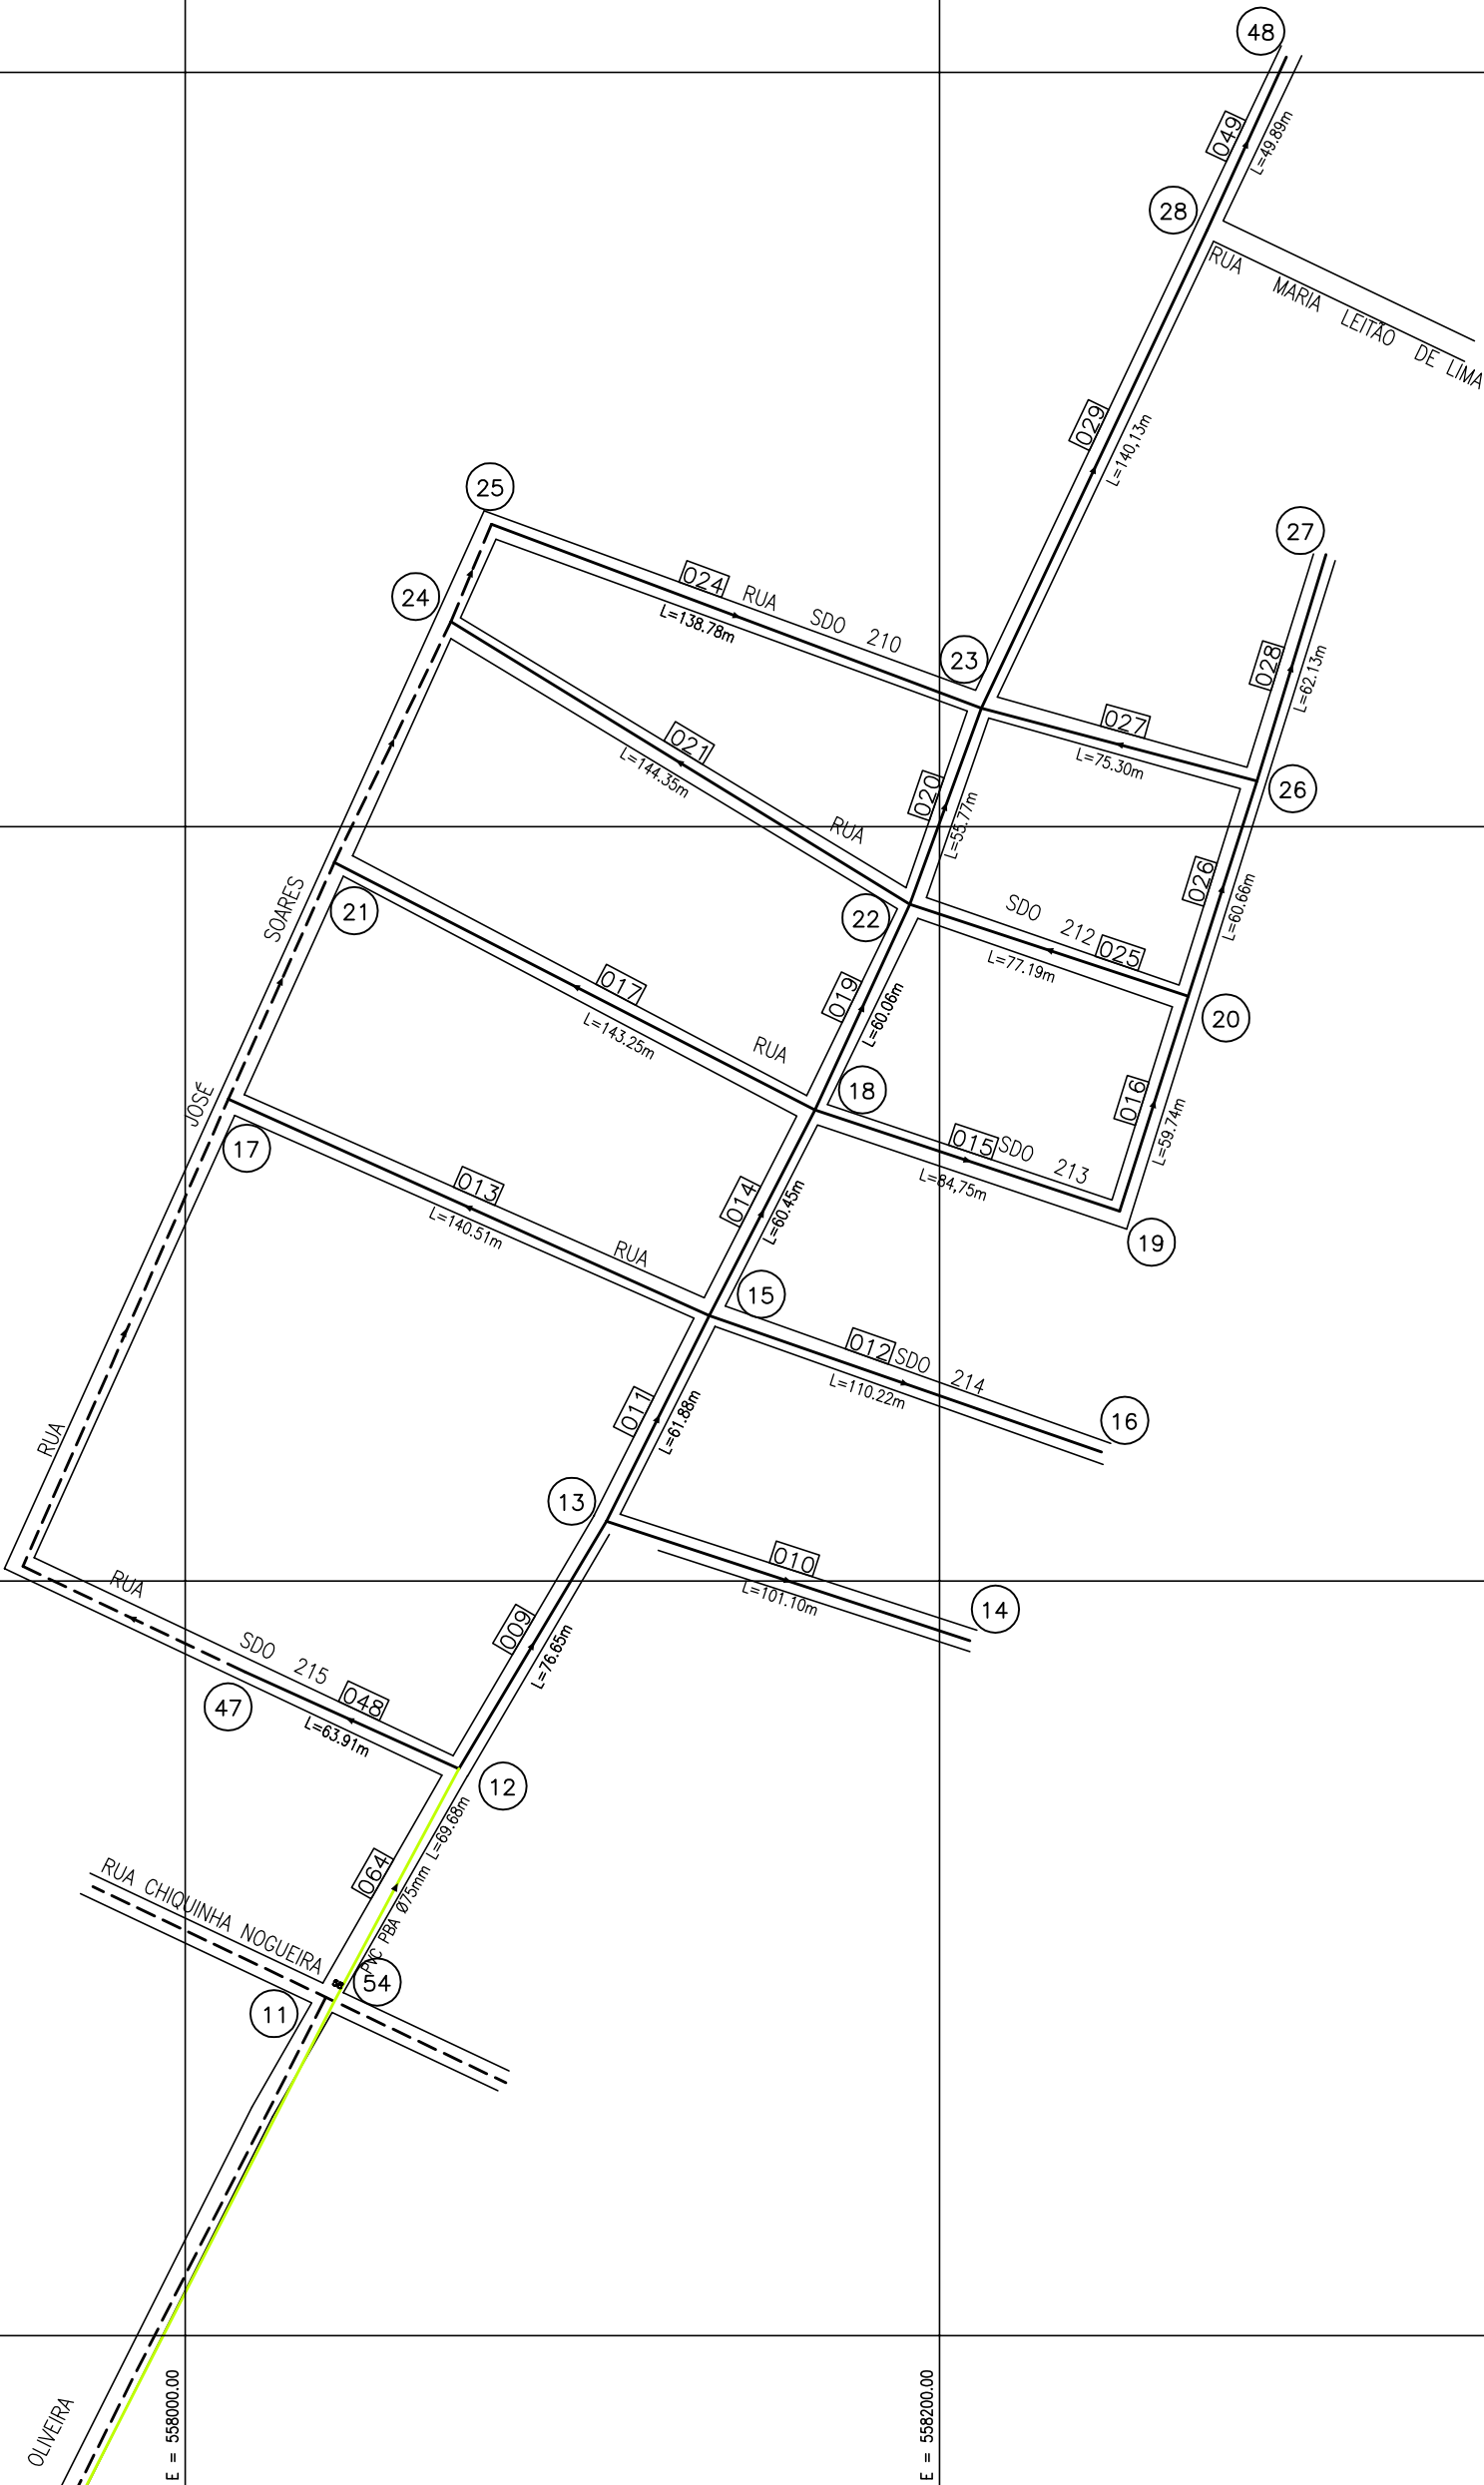 48
049
L=49.89m
28
RUA MARIA LEITÃO DE LIMA
029
L=140,13m
25
27
24
024
RUA SDO 210
L=138.78m
23
028
L=62.13m
021
L=144.35m
027
L=75.30m
26
020
L=55.77m
RUA
SOARES
21
22
SDO 212
025
L=77.19m
026
L=60.66m
017
L=143.25m
019
L=60.06m
20
RUA
18
JOSÉ
17
015
SDO 213
L=84,75m
016
L=59.74m
013
L=140.51m
014
L=60.45m
19
RUA
15
012
SDO 214
L=110.22m
16
RUA
011
L=61.88m
13
010
L=101.10m
14
RUA
SDO 215
009
L=76.65m
47
048
L=63.91m
12
064
PVC PBA Ø75mm L=69.68m
RUA CHIQUINHA NOGUEIRA
54
11
OLIVEIRA
E = 558000.00
E = 558200.00